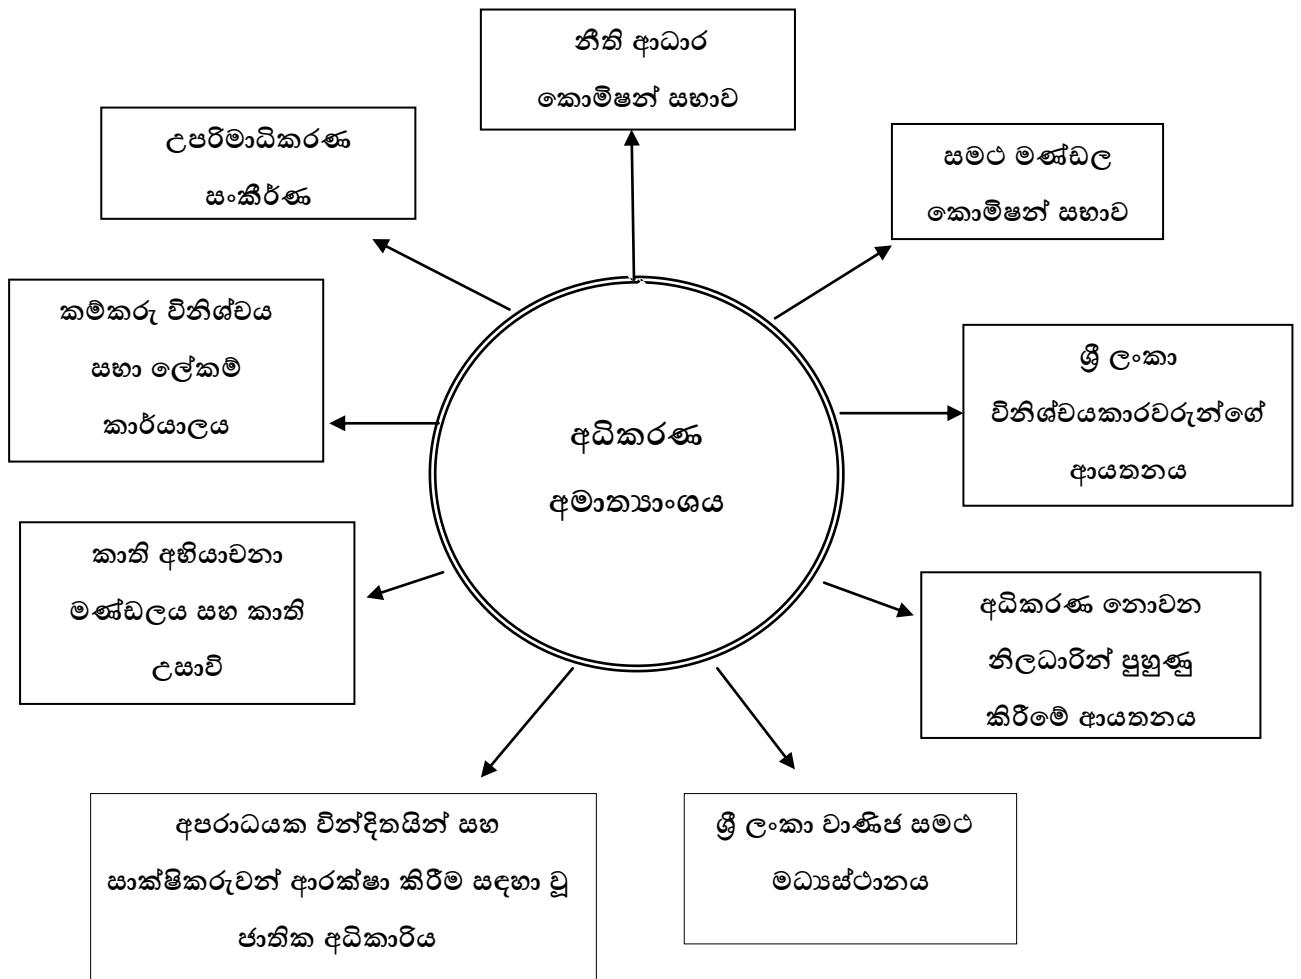 නීති ආධාර
කොමිෂන් සභාව
උපරිමාධිකරණ
සංකීර්ණ
සමථ මණ්ඩල
කොමිෂන් සභාව
කම්කරු විනිශ්චය
සභා ලේකම්
කාර්යාලය
ශ්‍රී ලංකා
විනිශ්චයකාරවරුන්ගේ
ආයතනය
අධිකරණ
අමාත්‍යාංශය
කාති අභියාචනා
මණ්ඩලය සහ කාති
උසාවි
අධිකරණ නොවන
නිලධාරින් පුහුණු
කිරීමේ ආයතනය
අපරාධයක වින්දිතයින් සහ
සාක්ෂිකරුවන් ආරක්ෂා කිරීම සඳහා වූ
ජාතික අධිකාරිය
ශ්‍රී ලංකා වාණිජ සමථ
මධ්‍යස්ථානය